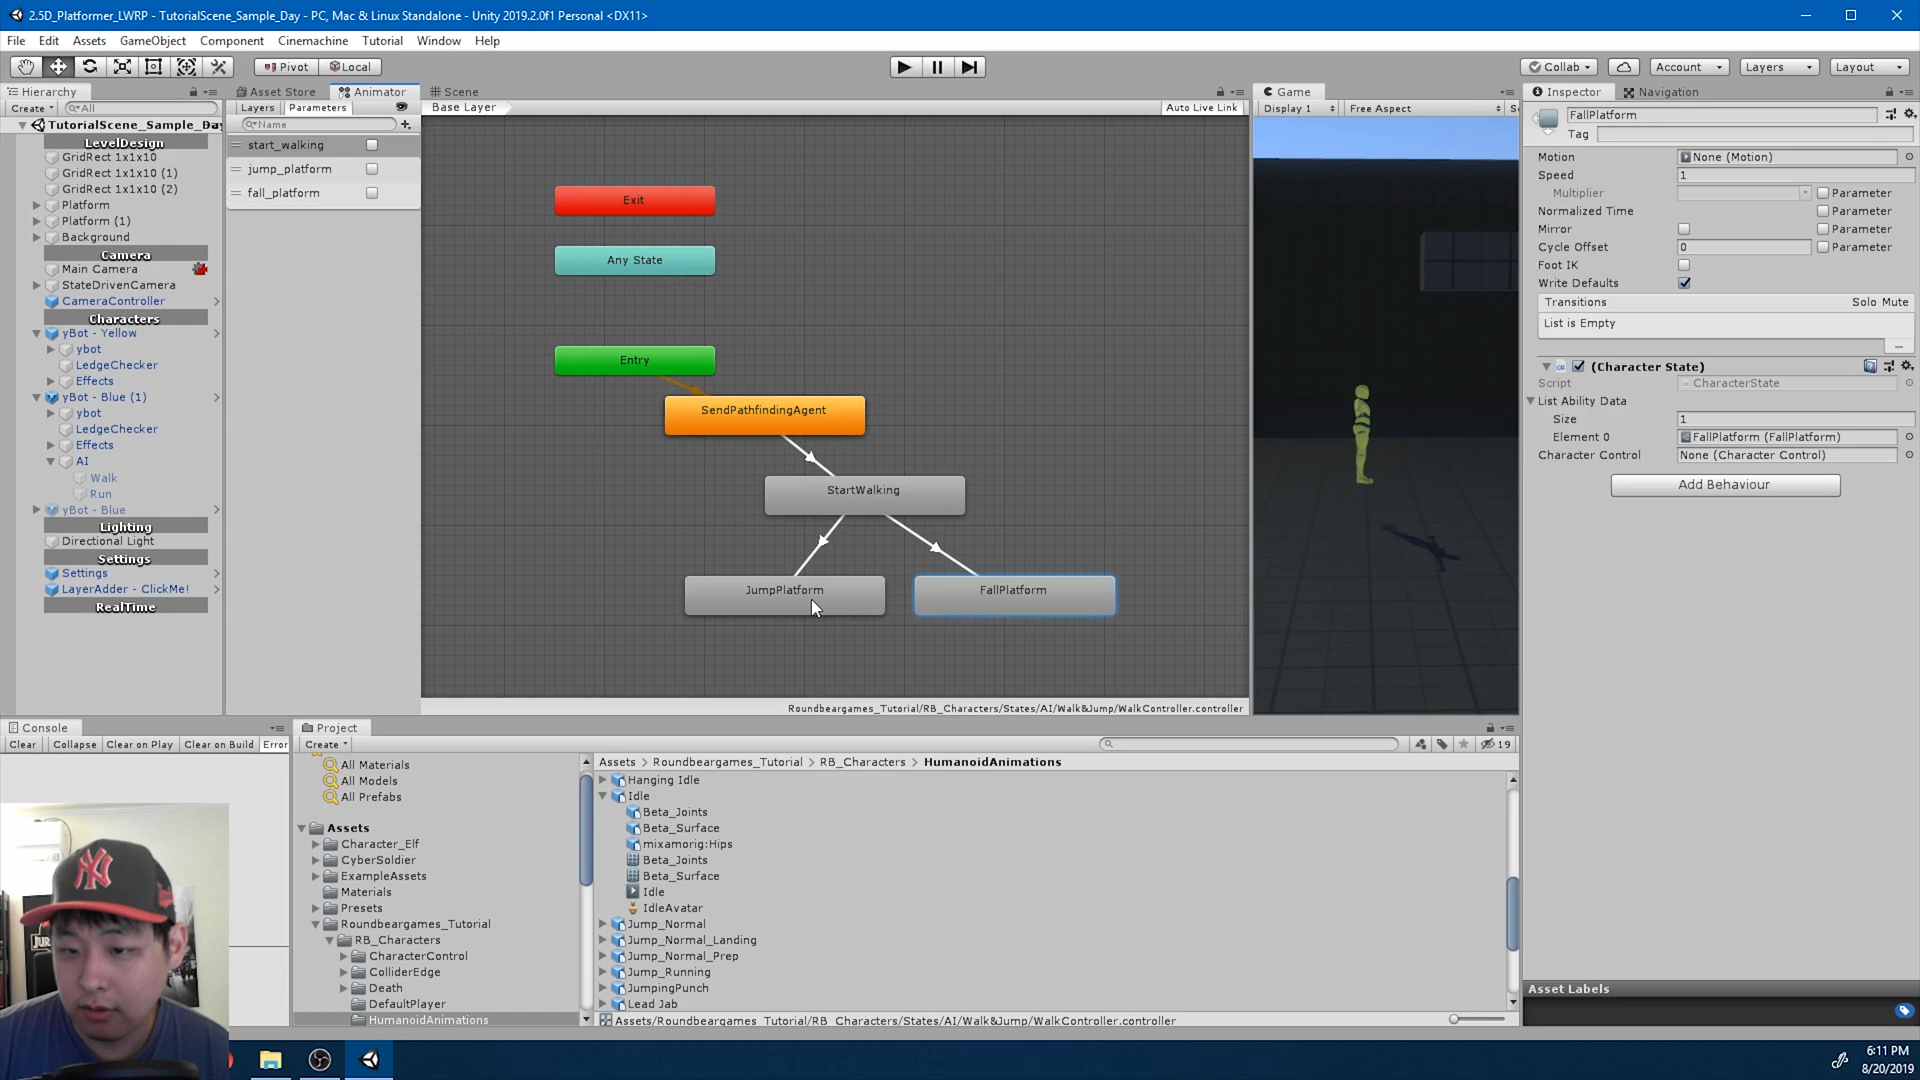 2.5D_Platformer_LWRP - TutorialScene_Sample_Day - PC, Mac & Linux Standalone - Unity 2019.2.0f1 Personal <DX11>
File Edit Assets GameObject Component Cinemachine Tutorial Window Help
Pivot Local Collab Account Layers Layout
Hierarchy
Create All
TutorialScene_Sample_Day
LevelDesign
GridRect 1x1x10
GridRect 1x1x10 (1)
GridRect 1x1x10 (2)
Platform
Platform (1)
Background
Camera
Main Camera
StateDrivenCamera
CameraController
Characters
yBot - Yellow
ybot
LedgeChecker
Effects
yBot - Blue (1)
ybot
LedgeChecker
Effects
AI
Walk
Run
yBot - Blue
Lighting
Directional Light
Settings
Settings
LayerAdder - ClickMe!
RealTime
Asset Store Animator Scene
Layers Parameters Base Layer Auto Live Link
Name
start_walking
jump_platform
fall_platform
Exit
Any State
Entry
SendPathfindingAgent
StartWalking
JumpPlatform FallPlatform
Roundbeargames_Tutorial/RB_Characters/States/AI/Walk&Jump/WalkController.controller
Game
Display 1 Free Aspect
Inspector Navigation
FallPlatform
Tag
Motion None (Motion)
Speed 1
Multiplier Parameter
Normalized Time Parameter
Mirror Parameter
Cycle Offset 0 Parameter
Foot IK
Write Defaults
Transitions Solo Mute
List is Empty
(Character State)
Script CharacterState
List Ability Data
Size 1
Element 0 FallPlatform (FallPlatform)
Character Control None (Character Control)
Add Behaviour
Asset Labels
Console
Clear Collapse Clear on Play Clear on Build Error
Project
Create 19
All Materials
All Models
All Prefabs
Assets
Character_Elf
CyberSoldier
ExampleAssets
Materials
Presets
Roundbeargames_Tutorial
RB_Characters
CharacterControl
ColliderEdge
Death
DefaultPlayer
HumanoidAnimations
Assets Roundbeargames_Tutorial RB_Characters HumanoidAnimations
Hanging Idle
Idle
Beta_Joints
Beta_Surface
mixamorig:Hips
Beta_Joints
Beta_Surface
Idle
IdleAvatar
Jump_Normal
Jump_Normal_Landing
Jump_Normal_Prep
Jump_Running
JumpingPunch
Lead Jab
Assets/Roundbeargames_Tutorial/RB_Characters/States/AI/Walk&Jump/WalkController.controller
6:11 PM
8/20/2019